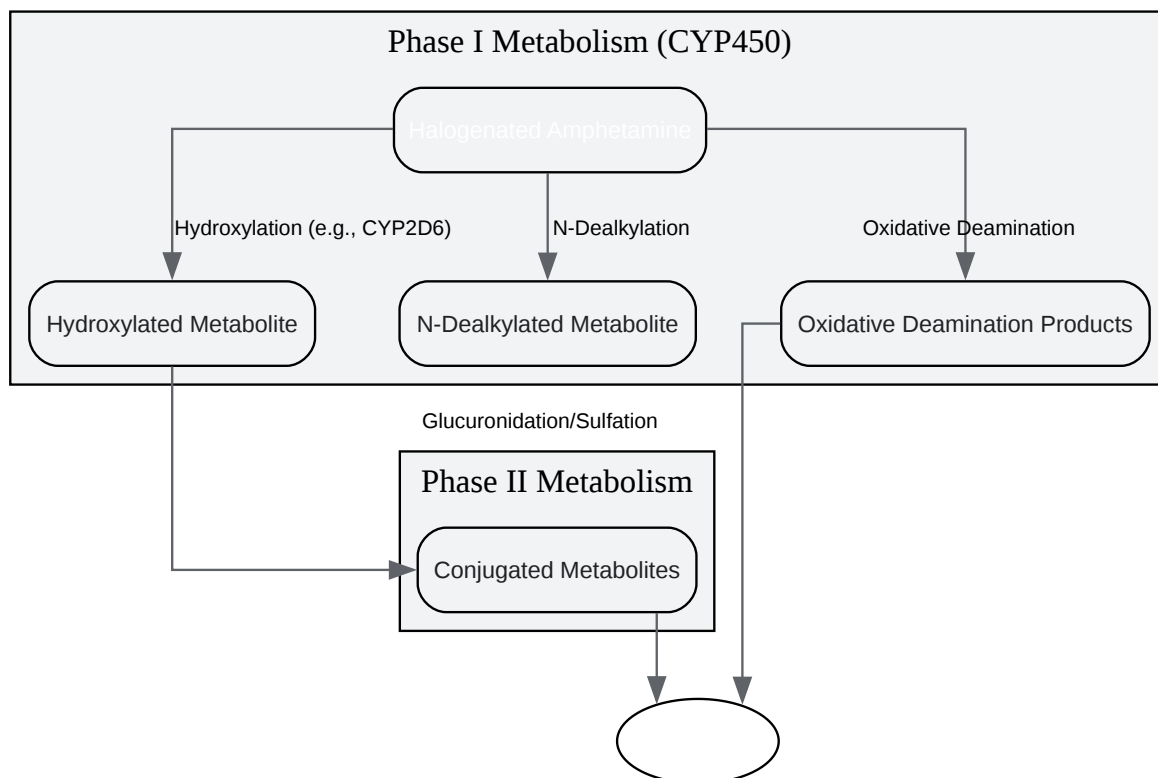 Phase I Metabolism (CYP450)
Halogenated Amphetamine
Hydroxylation (e.g., CYP2D6)
N-Dealkylation
Oxidative Deamination
Hydroxylated Metabolite
N-Dealkylated Metabolite
Oxidative Deamination Products
Glucuronidation/Sulfation
Phase II Metabolism
Conjugated Metabolites